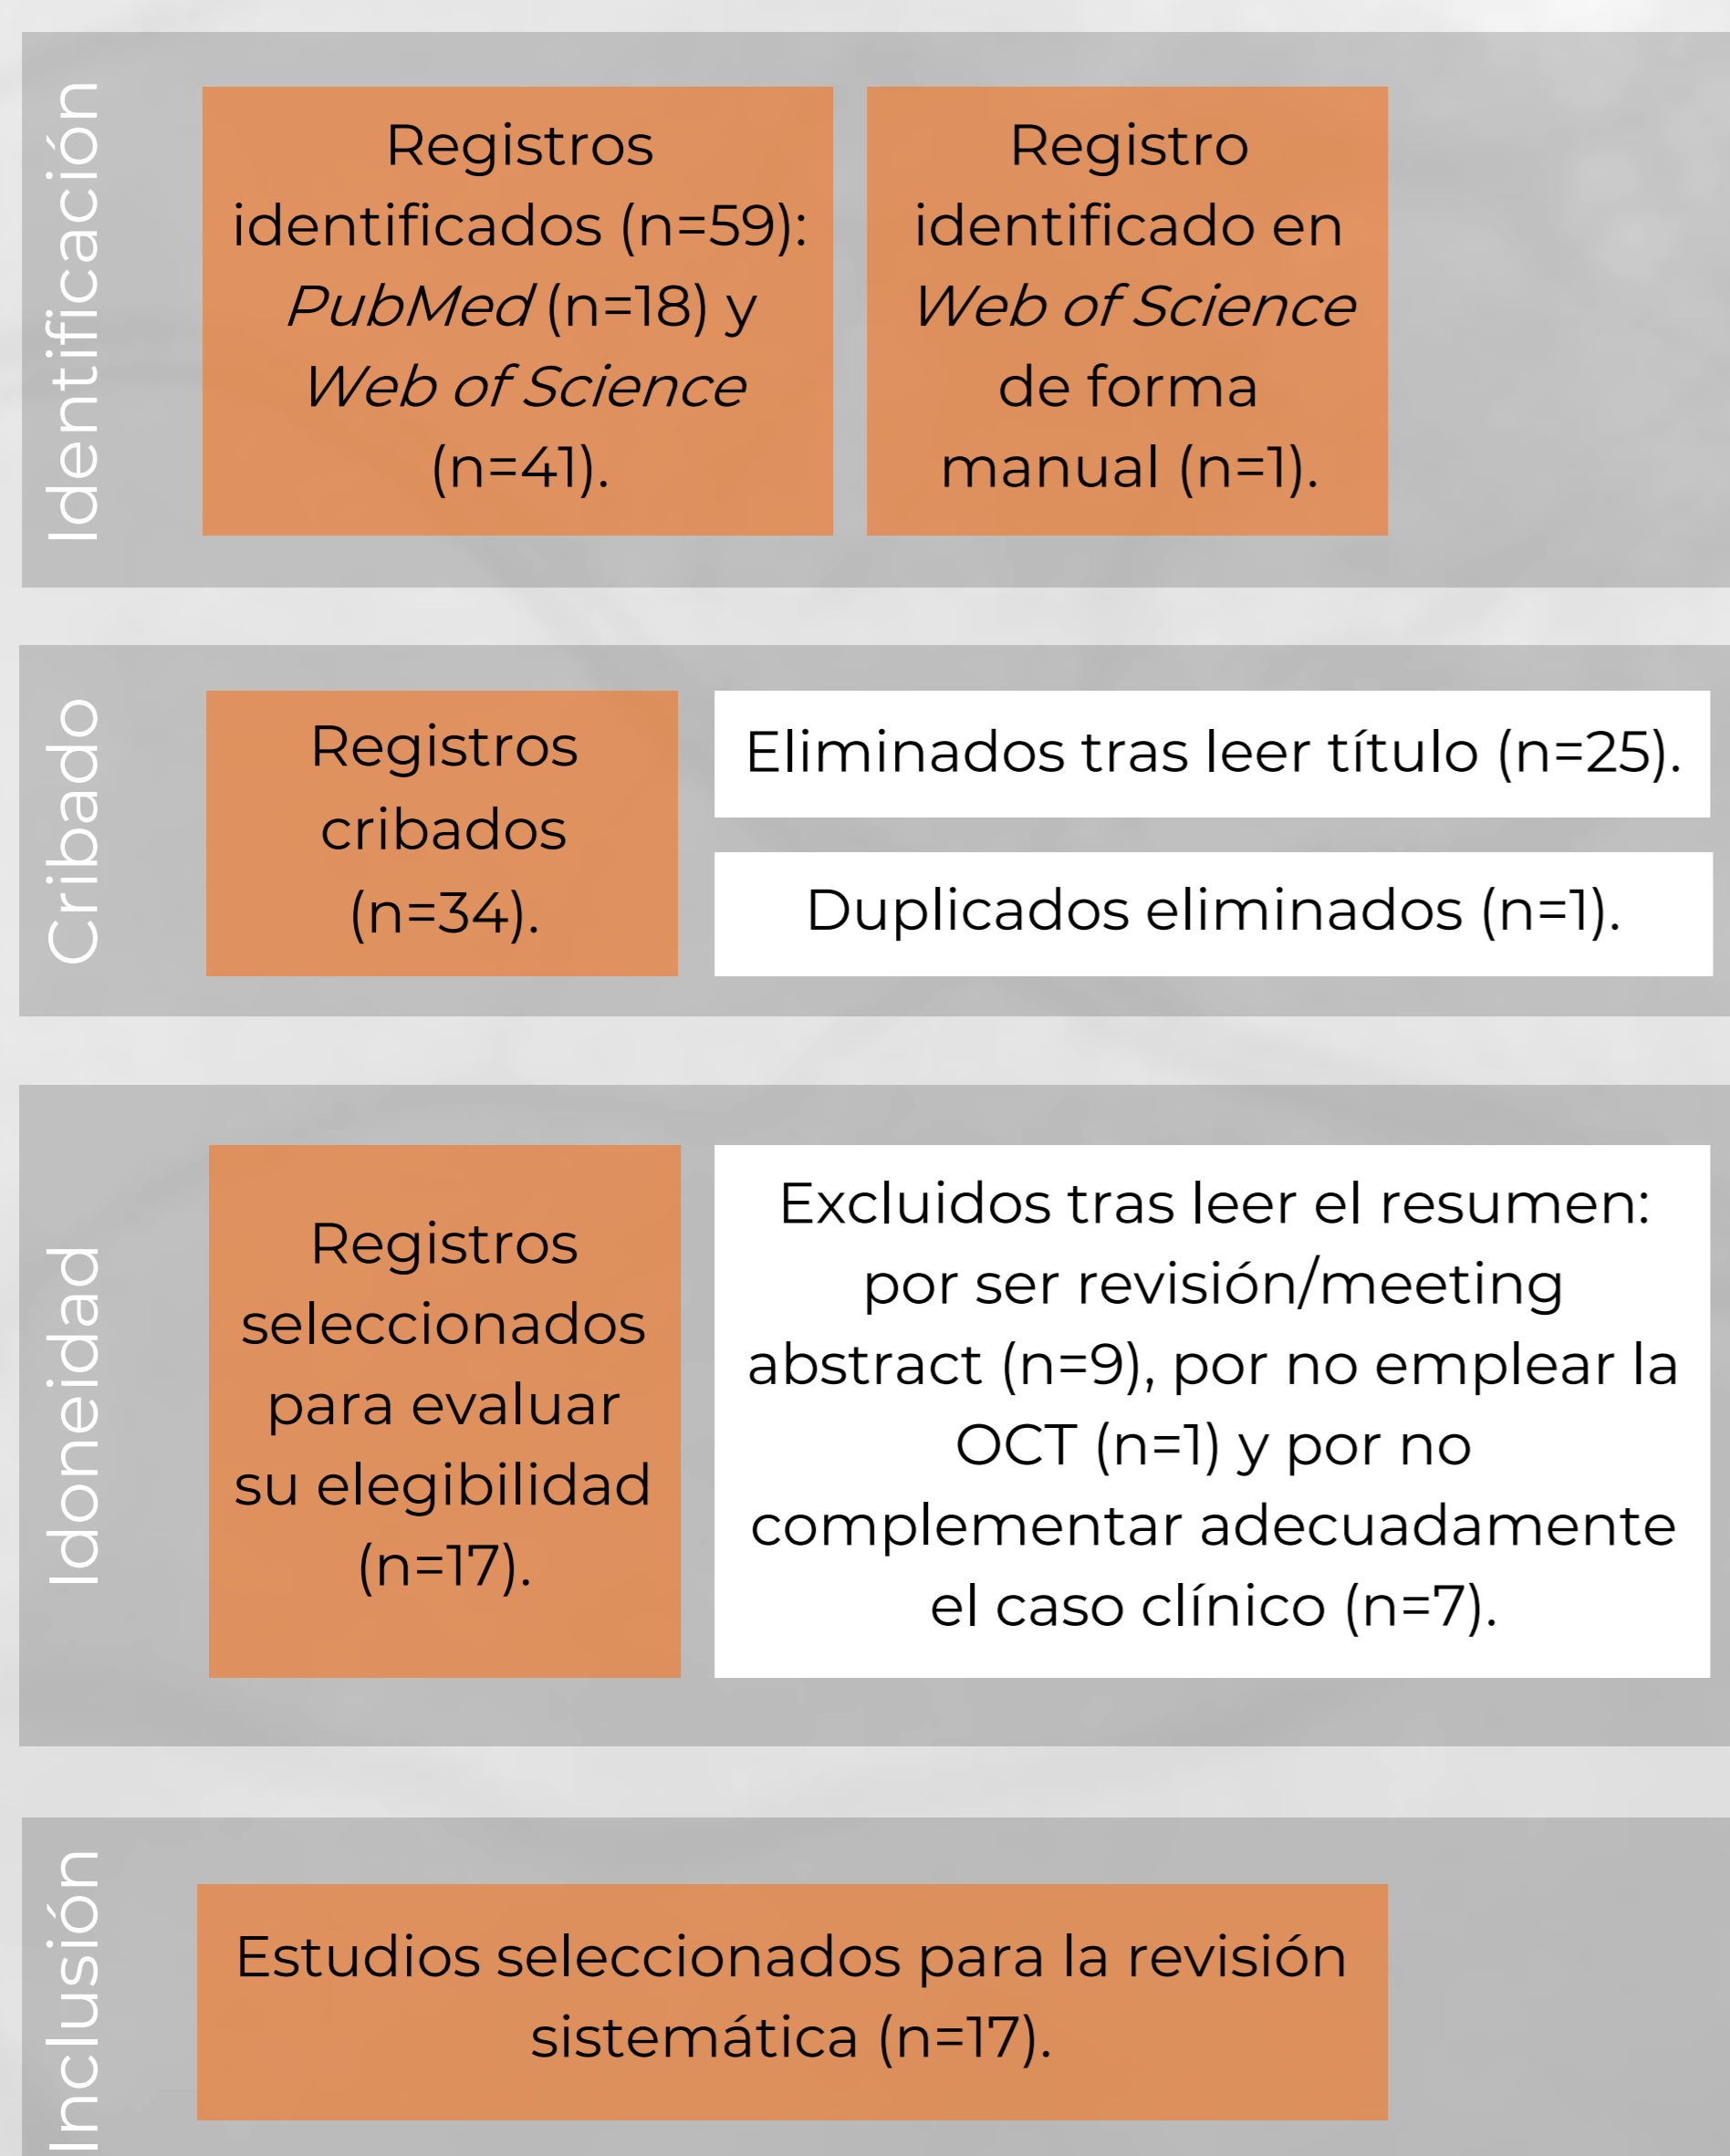 Identificación
Registros
identificados (n=59):
PubMed (n=18) y
Web of Science
(n=41).
Registro
identificado en
Web of Science
de forma
manual (n=1).
Cribado
Registros
cribados
(n=34).
Eliminados tras leer título (n=25).
Duplicados eliminados (n=1).
Idoneidad
Registros
seleccionados
para evaluar
su elegibilidad
(n=17).
Excluidos tras leer el resumen:
por ser revisión/meeting
abstract (n=9), por no emplear la
OCT (n=1) y por no
complementar adecuadamente
el caso clínico (n=7).
Inclusión
Estudios seleccionados para la revisión
sistemática (n=17).